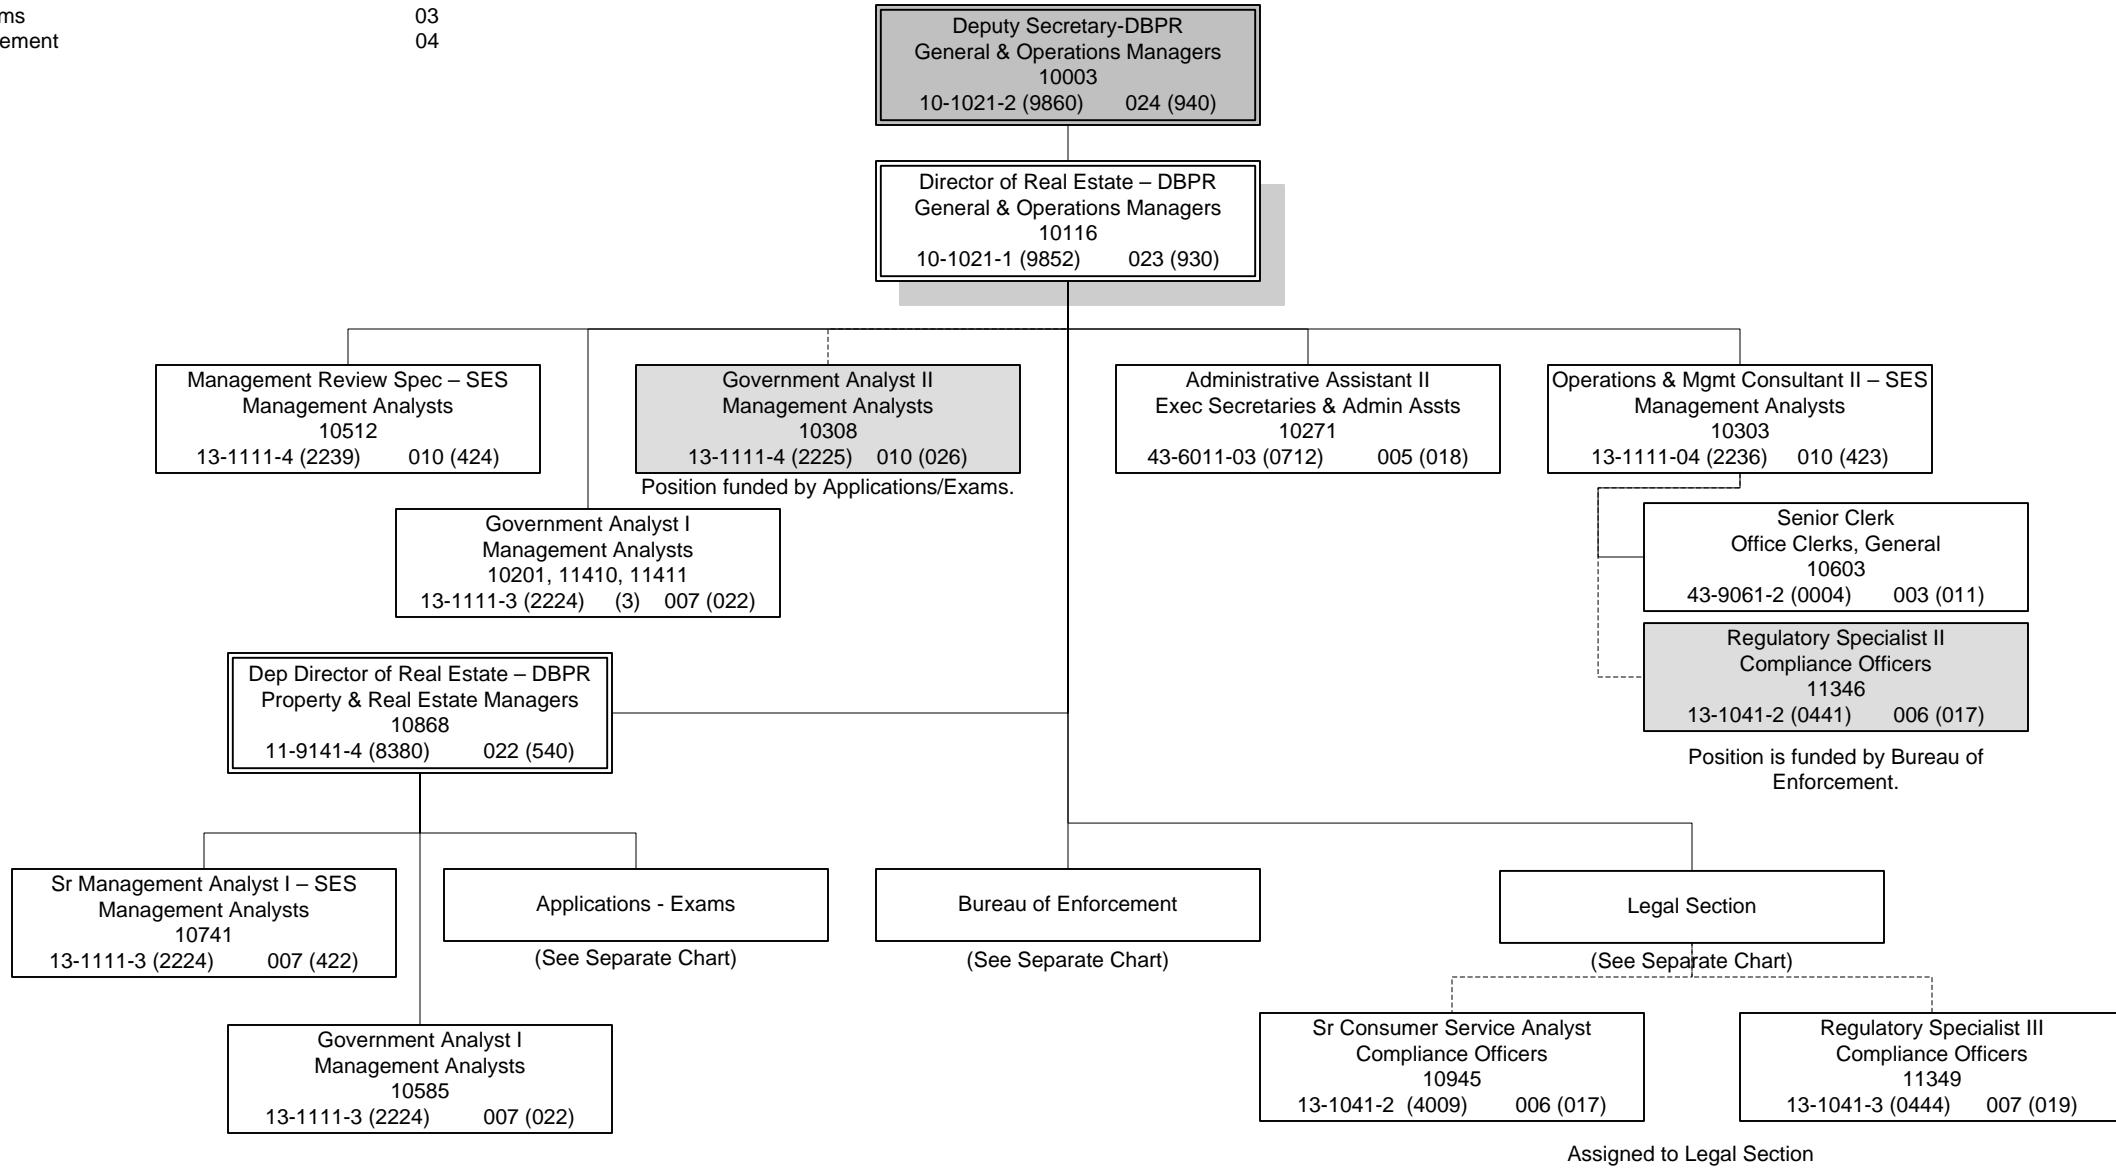 03
04
Deputy Secretary-DBPR
General & Operations Managers
10003
10-1021-2 (9860) 024 (940)
Director of Real Estate – DBPR
General & Operations Managers
10116
10-1021-1 (9852) 023 (930)
Management Review Spec – SES
Management Analysts
10512
13-1111-4 (2239) 010 (424)
Government Analyst II
Management Analysts
10308
13-1111-4 (2225) 010 (026)
Position funded by Applications/Exams.
Administrative Assistant II
Exec Secretaries & Admin Assts
10271
43-6011-03 (0712) 005 (018)
Operations & Mgmt Consultant II – SES
Management Analysts
10303
13-1111-04 (2236) 010 (423)
Government Analyst I
Management Analysts
10201, 11410, 11411
13-1111-3 (2224) (3) 007 (022)
Senior Clerk
Office Clerks, General
10603
43-9061-2 (0004) 003 (011)
Regulatory Specialist II
Compliance Officers
11346
13-1041-2 (0441) 006 (017)
Position is funded by Bureau of
Enforcement.
Dep Director of Real Estate – DBPR
Property & Real Estate Managers
10868
11-9141-4 (8380) 022 (540)
Sr Management Analyst I – SES
Management Analysts
10741
13-1111-3 (2224) 007 (422)
Applications - Exams
(See Separate Chart)
Bureau of Enforcement
(See Separate Chart)
Legal Section
(See Separate Chart)
Government Analyst I
Management Analysts
10585
13-1111-3 (2224) 007 (022)
Sr Consumer Service Analyst
Compliance Officers
10945
13-1041-2 (4009) 006 (017)
Regulatory Specialist III
Compliance Officers
11349
13-1041-3 (0444) 007 (019)
Assigned to Legal Section